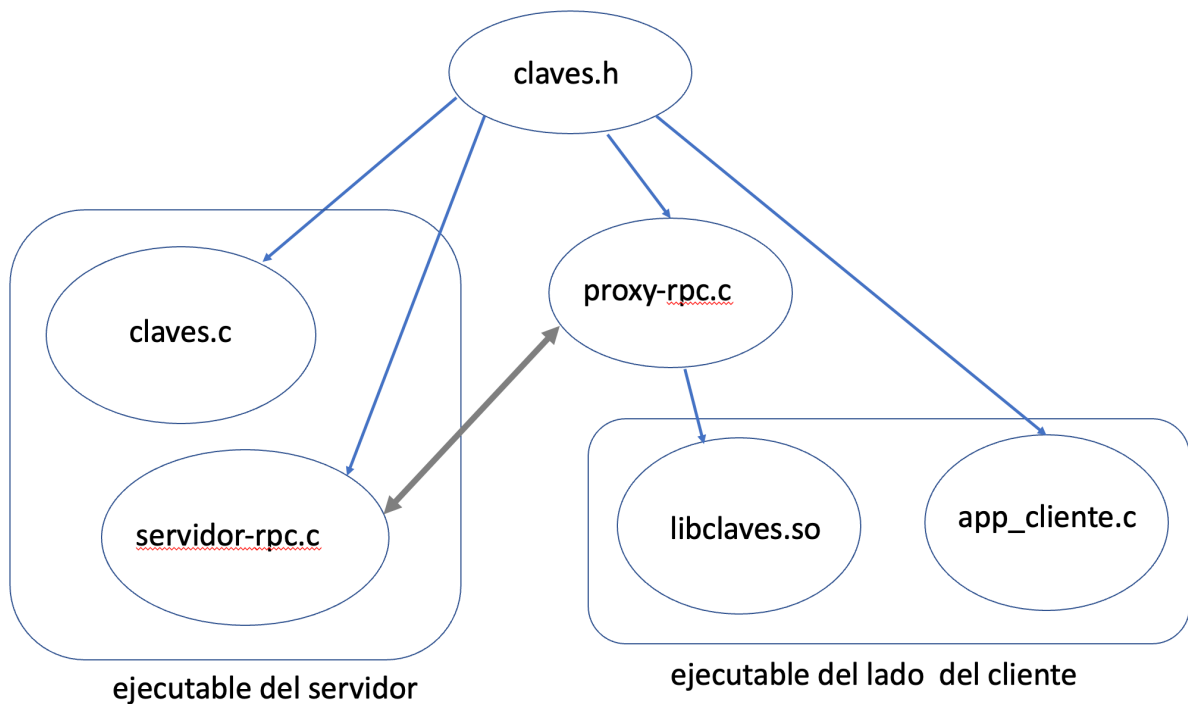 claves.h
proxy-rpc.c
claves.c
libclaves.so
app_cliente.c
servidor-rpc.c
ejecutable del servidor
ejecutable del lado  del cliente